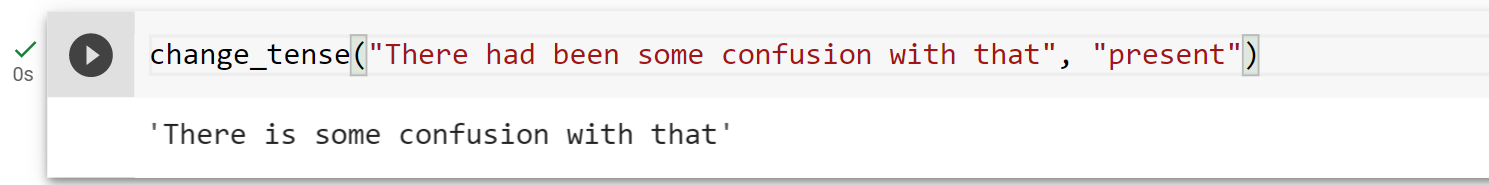 change_tense("There had been some confusion with that", "present")
0s
'There is some confusion with that'